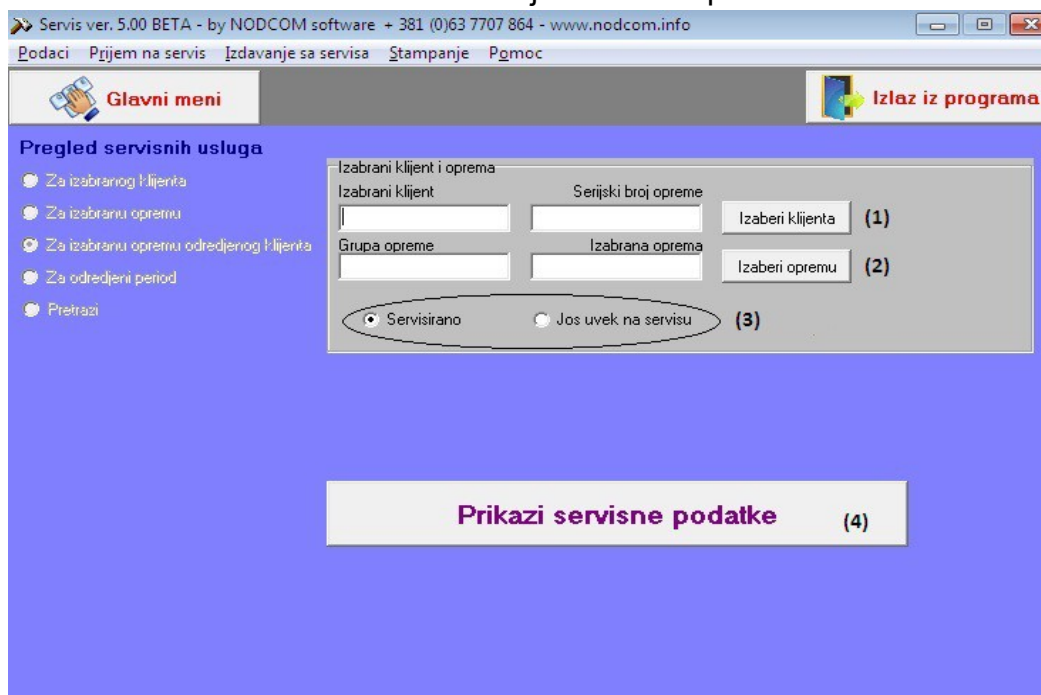 Servis ver. 5.00 BETA - by NODCOM software + 381 (0)63 7707 864 - www.nodcom.info
Podaci Prijem na servis Izdavanje sa servisa Stampanje Pomoc
Glavni meni
Izlaz iz programa
Pregled servisnih usluga
Za izabranog klijenta
Za izabranu opremu
Za izabranu opremu odredjenog klijenta
Za odredjeni period
Pretrazi
Izabrani klijent i oprema
Izabrani klijent Serijski broj opreme
Izaberi klijenta (1)
Grupa opreme Izabrana oprema
Izaberi opremu (2)
Servisirano Jos uvek na servisu (3)
Prikazi servisne podatke (4)